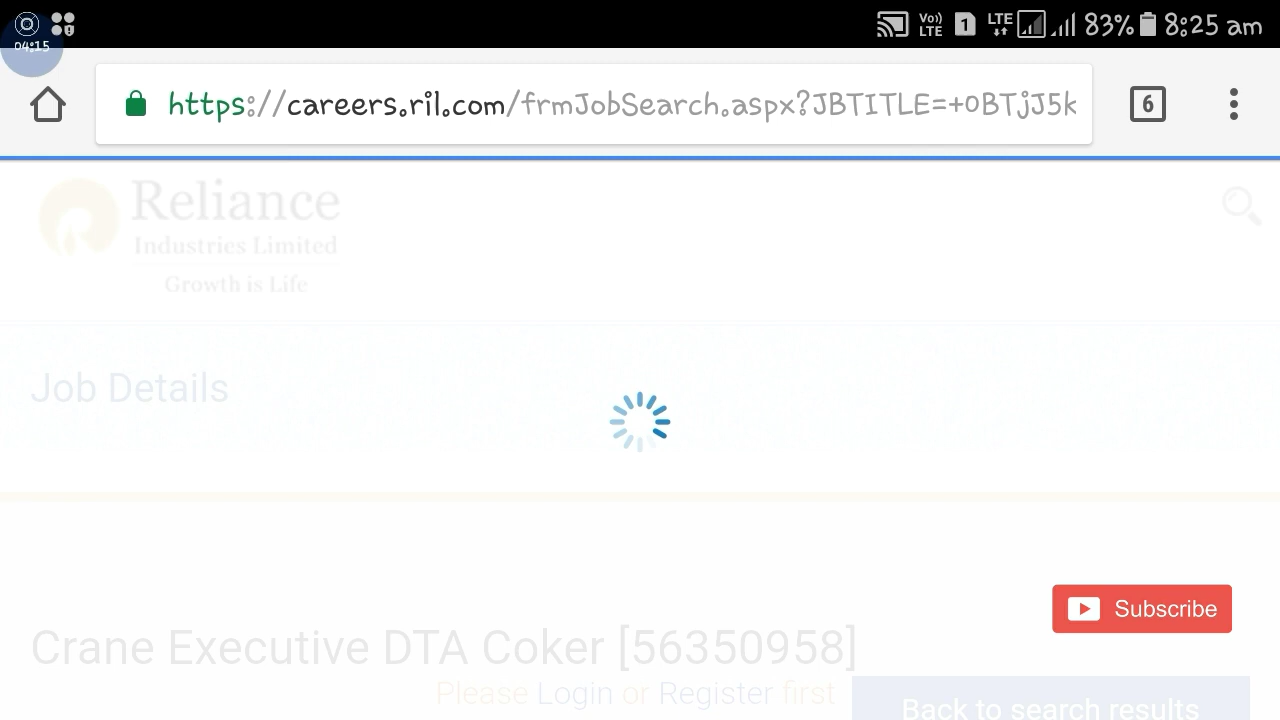 04:15
Vo)) LTE 1 LTE 83% 8:25 am
https://careers.ril.com/frmJobSearch.aspx?JBTITLE=+0BTjJ5k
6
Reliance
Industries Limited
Growth is Life
Job Details
Subscribe
Crane Executive DTA Coker [56350958]
Please Login or Register first
Back to search results